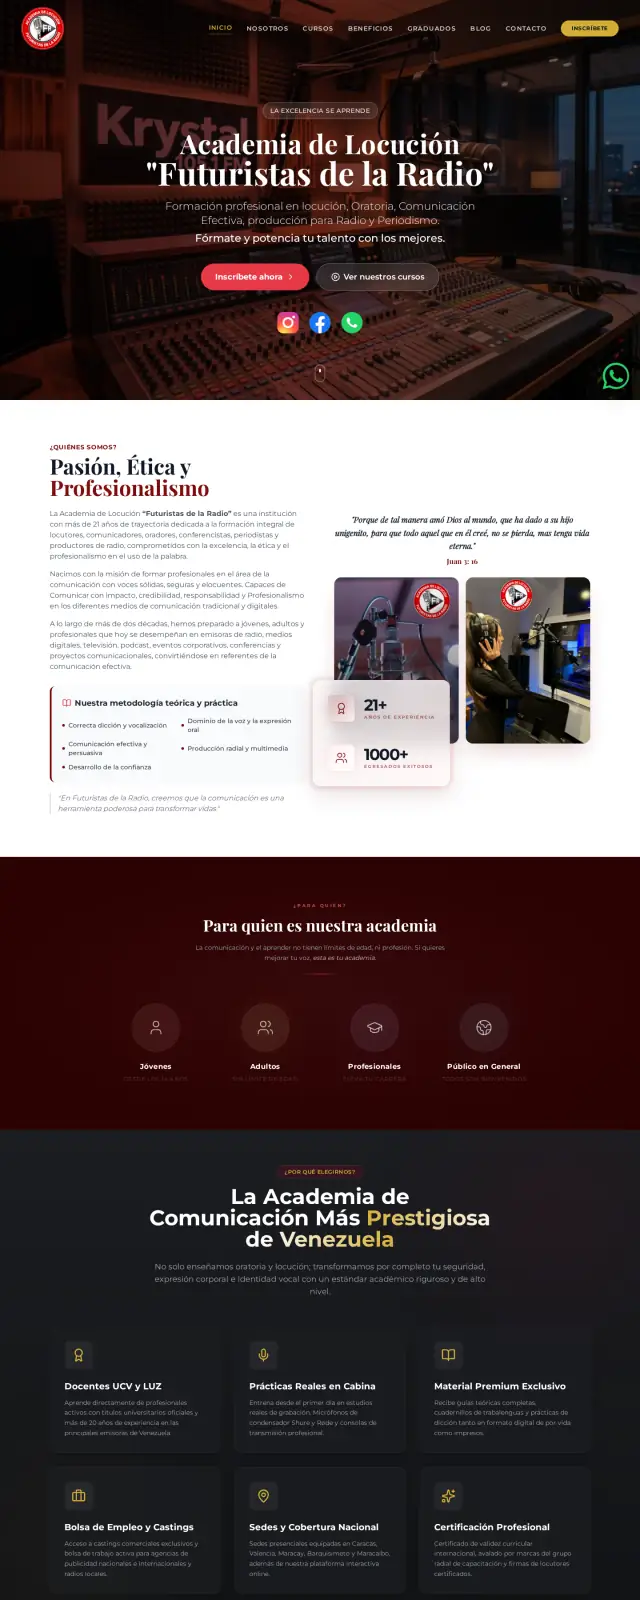 INICIO
NOSOTROS
CURSOS
BENEFICIOS
GRADUADOS
BLOG
CONTACTO
INSCRÍBETE
LA EXCELENCIA SE APRENDE
Krystal
Academia de Locución
"Futuristas de la Radio"
Formación profesional en locución, Oratoria, Comunicación
Efectiva, producción para Radio y Periodismo.
Fórmate y potencia tu talento con los mejores.
Inscríbete ahora
Ver nuestros cursos
¿QUIÉNES SOMOS?
Pasión, Ética y
Profesionalismo
La Academia de Locución “Futuristas de la Radio” es una institución
con más de 21 años de trayectoria dedicada a la formación integral de
locutores, comunicadores, oradores, conferencistas, periodistas y
productores de radio, comprometidos con la excelencia, la ética y el
profesionalismo en el uso de la palabra.
Nacimos con la misión de formar profesionales en el área de la
comunicación con voces sólidas, seguras y elocuentes. Capaces de
Comunicar con impacto, credibilidad, responsabilidad y Profesionalismo
en los diferentes medios de comunicación tradicional y digitales.
A lo largo de más de dos décadas, hemos preparado a jóvenes, adultos y
profesionales que hoy se desempeñan en emisoras de radio, medios
digitales, televisión, podcast, eventos corporativos, conferencias y
proyectos comunicacionales, convirtiéndose en referentes de la
comunicación efectiva.
Nuestra metodología teórica y práctica
Correcta dicción y vocalización
Dominio de la voz y la expresión
oral
Comunicación efectiva y
persuasiva
Producción radial y multimedia
Desarrollo de la confianza
"En Futuristas de la Radio, creemos que la comunicación es una
herramienta poderosa para transformar vidas."
"Porque de tal manera amó Dios al mundo, que ha dado a su hijo
unigenito, para que todo aquel que en él creé, no se pierda, mas tenga vida
eterna."
Juan 3: 16
21+
AÑOS DE EXPERIENCIA
1000+
EGRESADOS EXITOSOS
¿PARA QUIÉN?
Para quien es nuestra academia
La comunicación y el aprender no tienen límites de edad, ni profesión. Si quieres
mejorar tu voz, esta es tu academia.
Jóvenes
Adultos
Profesionales
Público en General
¿POR QUÉ ELEGIRNOS?
La Academia de
Comunicación Más Prestigiosa
de Venezuela
No solo enseñamos oratoria y locución; transformamos por completo tu seguridad,
expresión corporal e Identidad vocal con un estándar académico riguroso y de alto
nivel.
Docentes UCV y LUZ
Aprende directamente de profesionales
activos con títulos universitarios oficiales y
más de 20 años de experiencia en las
principales emisoras de Venezuela.
Prácticas Reales en Cabina
Entrena desde el primer día en estudios
reales de grabación. Micrófonos de
condensador Shure y Rode y consolas de
transmisión profesional.
Material Premium Exclusivo
Recibe guías teóricas completas,
cuadernillos de trabalenguas y prácticas de
dicción tanto en formato digital de por vida
como impresos.
Bolsa de Empleo y Castings
Acceso a castings comerciales exclusivos y
bolsa de trabajo activa para agencias de
publicidad nacionales e internacionales y
radios locales.
Sedes y Cobertura Nacional
Sedes presenciales equipadas en Caracas,
Valencia, Maracay, Barquisimeto y Maracaibo,
además de nuestra plataforma interactiva
online.
Certificación Profesional
Certificado de validez curricular
internacional, avalado por marcas del grupo
radial de capacitación y firmas de locutores
certificados.